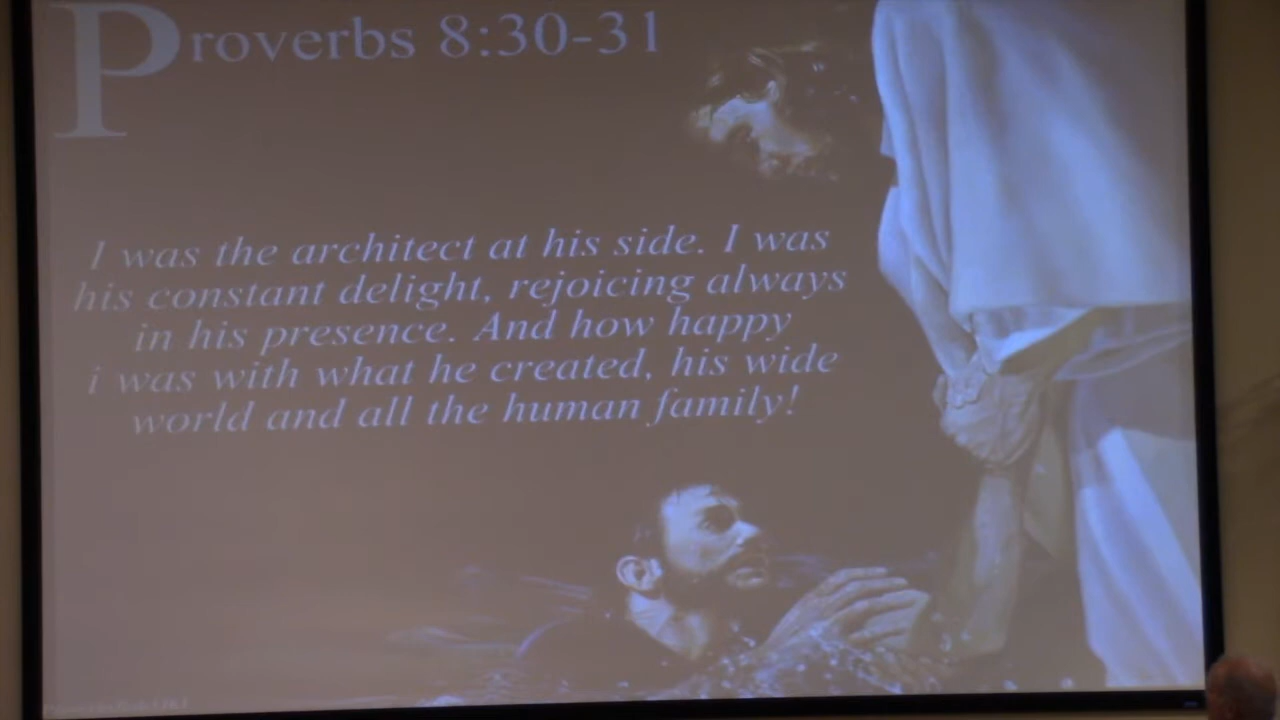 Proverbs 8:30-31
I was the architect at his side. I was
his constant delight, rejoicing always
in his presence. And how happy
i was with what he created, his wide
world and all the human family!